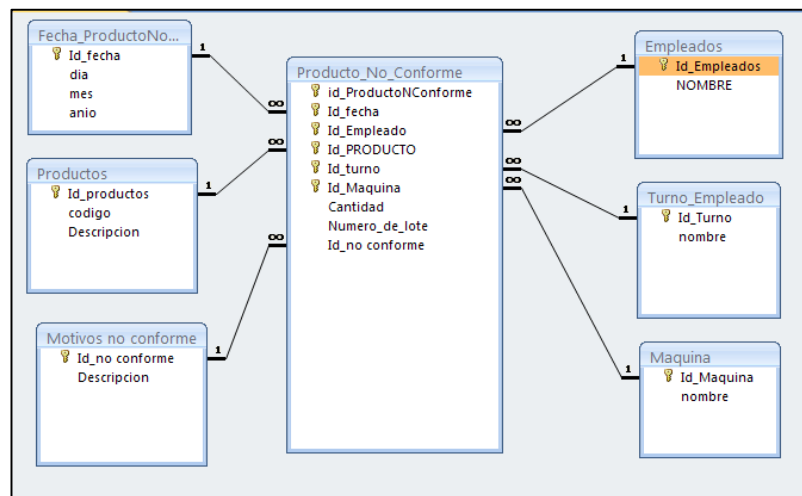 Fecha_ProductoNo...
Id_fecha
dia
mes
anio
Productos
Id_productos
codigo
Descripcion
Motivos no conforme
Id_no conforme
Descripcion
Producto_No_Conforme
id_ProductoNConforme
Id_fecha
Id_Empleado
Id_PRODUCTO
Id_turno
Id_Maquina
Cantidad
Numero_de_lote
Id_no conforme
Empleados
Id_Empleados
NOMBRE
Turno_Empleado
Id_Turno
nombre
Maquina
Id_Maquina
nombre
1
∞
1
∞
1
∞
1
∞
1
∞
1
∞